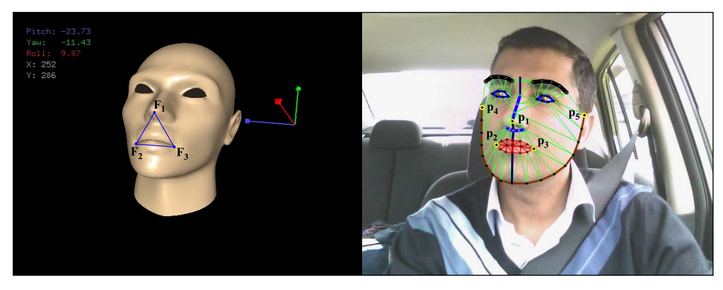 Pitch: -23.73
Yaw: -11.43
Roll: 9.87
X: 252
Y: 286
F1
F2
F3
p4
p5
p1
p2
p3